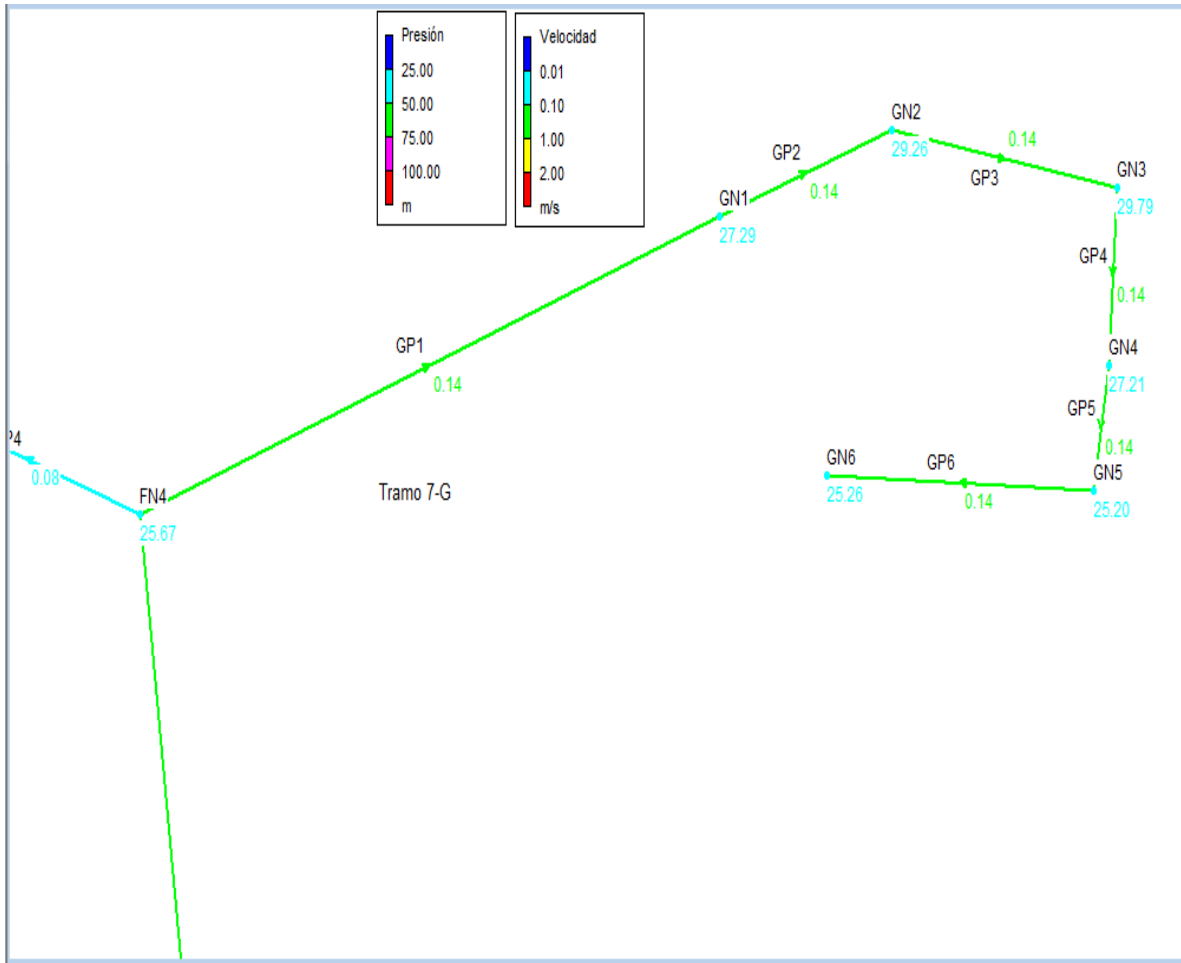 Presión
25.00
50.00
75.00
100.00
m
Velocidad
0.01
0.10
1.00
2.00
m/s
GN2
29.26
0.14
GP2
0.14
GP3
GN3
29.79
GN1
27.29
GP4
0.14
GP1
0.14
GN4
27.21
GP5
0.14
P4
0.08
FN4
25.67
Tramo 7-G
GN6
25.26
GP6
0.14
GN5
25.20